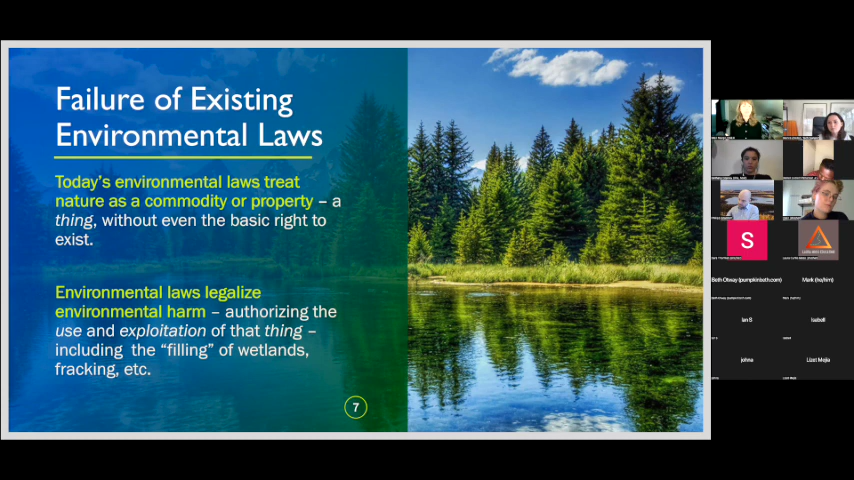 Failure of Existing
Environmental Laws
Today's environmental laws treat
nature as a commodity or property – a
thing, without even the basic right to
exist.
Environmental laws legalize
environmental harm – authorizing the
use and exploitation of that thing –
including the "filling" of wetlands,
fracking, etc.
7
S
Beth Otway (pumpkinbeth.com)
Mark (he/him)
Ian S
Isabell
johna
Lizet Mejia